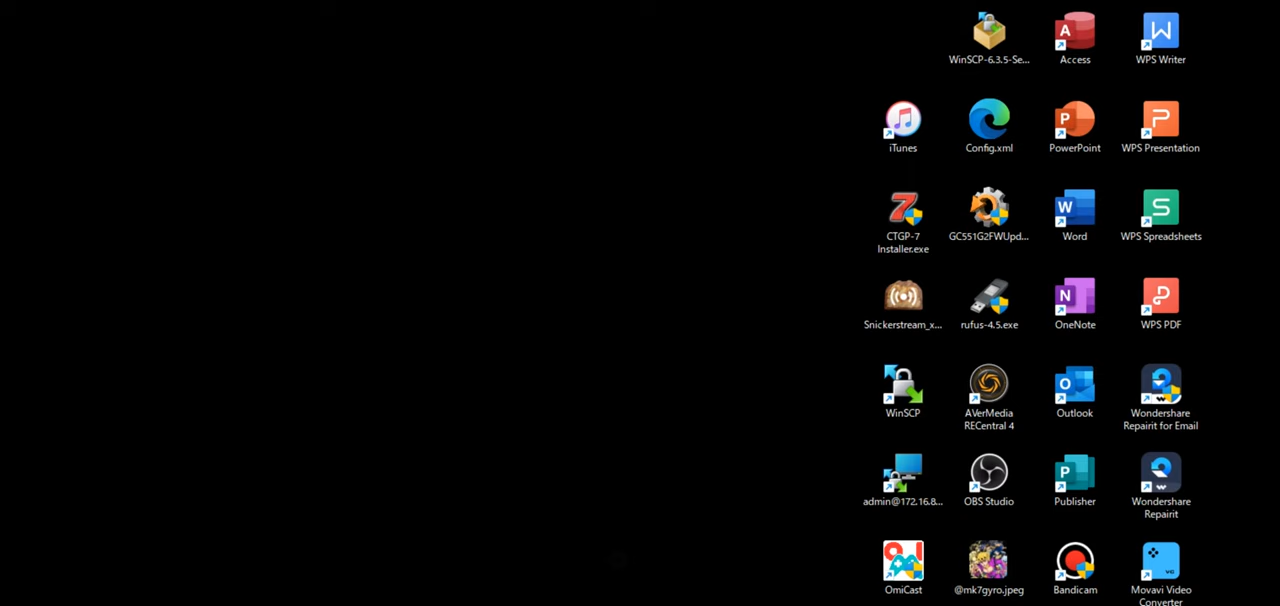 WinSCP-6.3.5-Se...
Access
WPS Writer
iTunes
Config.xml
PowerPoint
WPS Presentation
CTGP-7
Installer.exe
GC551G2FWUpd...
Word
WPS Spreadsheets
Snickerstream_x...
rufus-4.5.exe
OneNote
WPS PDF
WinSCP
AVerMedia
RECentral 4
Outlook
Wondershare
Repairit for Email
admin@172.16.8...
OBS Studio
Publisher
Wondershare
Repairit
OmiCast
@mk7gyro.jpeg
Bandicam
Movavi Video
Converter